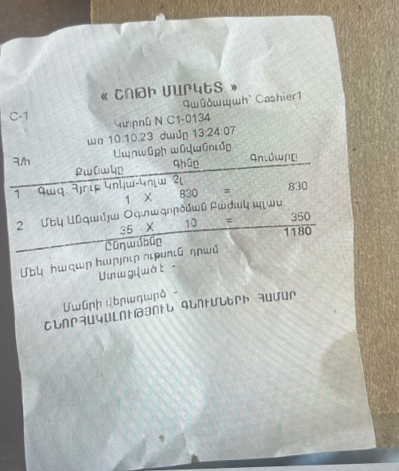 « ՇՈԹԻ ՄԱՐԿԵՏ »
C-1 Գանձապահ՝ Cashier1
Կտրոն N C1-0134
առ 10.10.23 ժամը 13:24:07
Ապրանքի անվանումը
Հ/հ Քանակը Գինը Գումարը
1 Գազ. Հյութ Կոկա-Կոլա 2լ
1 X 830 = 830
2 Մեկ Անգամյա Օգտագործման Բաժակ պլաս
35 X 10 = 350
Ընդամենը 1180
Մեկ հազար հարյուր ութսուն դրամ
Ստացված է -
Մանրի վերադարձ -
ՇՆՈՐՀԱԿԱԼՈՒԹՅՈՒՆ ԳՆՈՒՄՆԵՐԻ ՀԱՄԱՐ